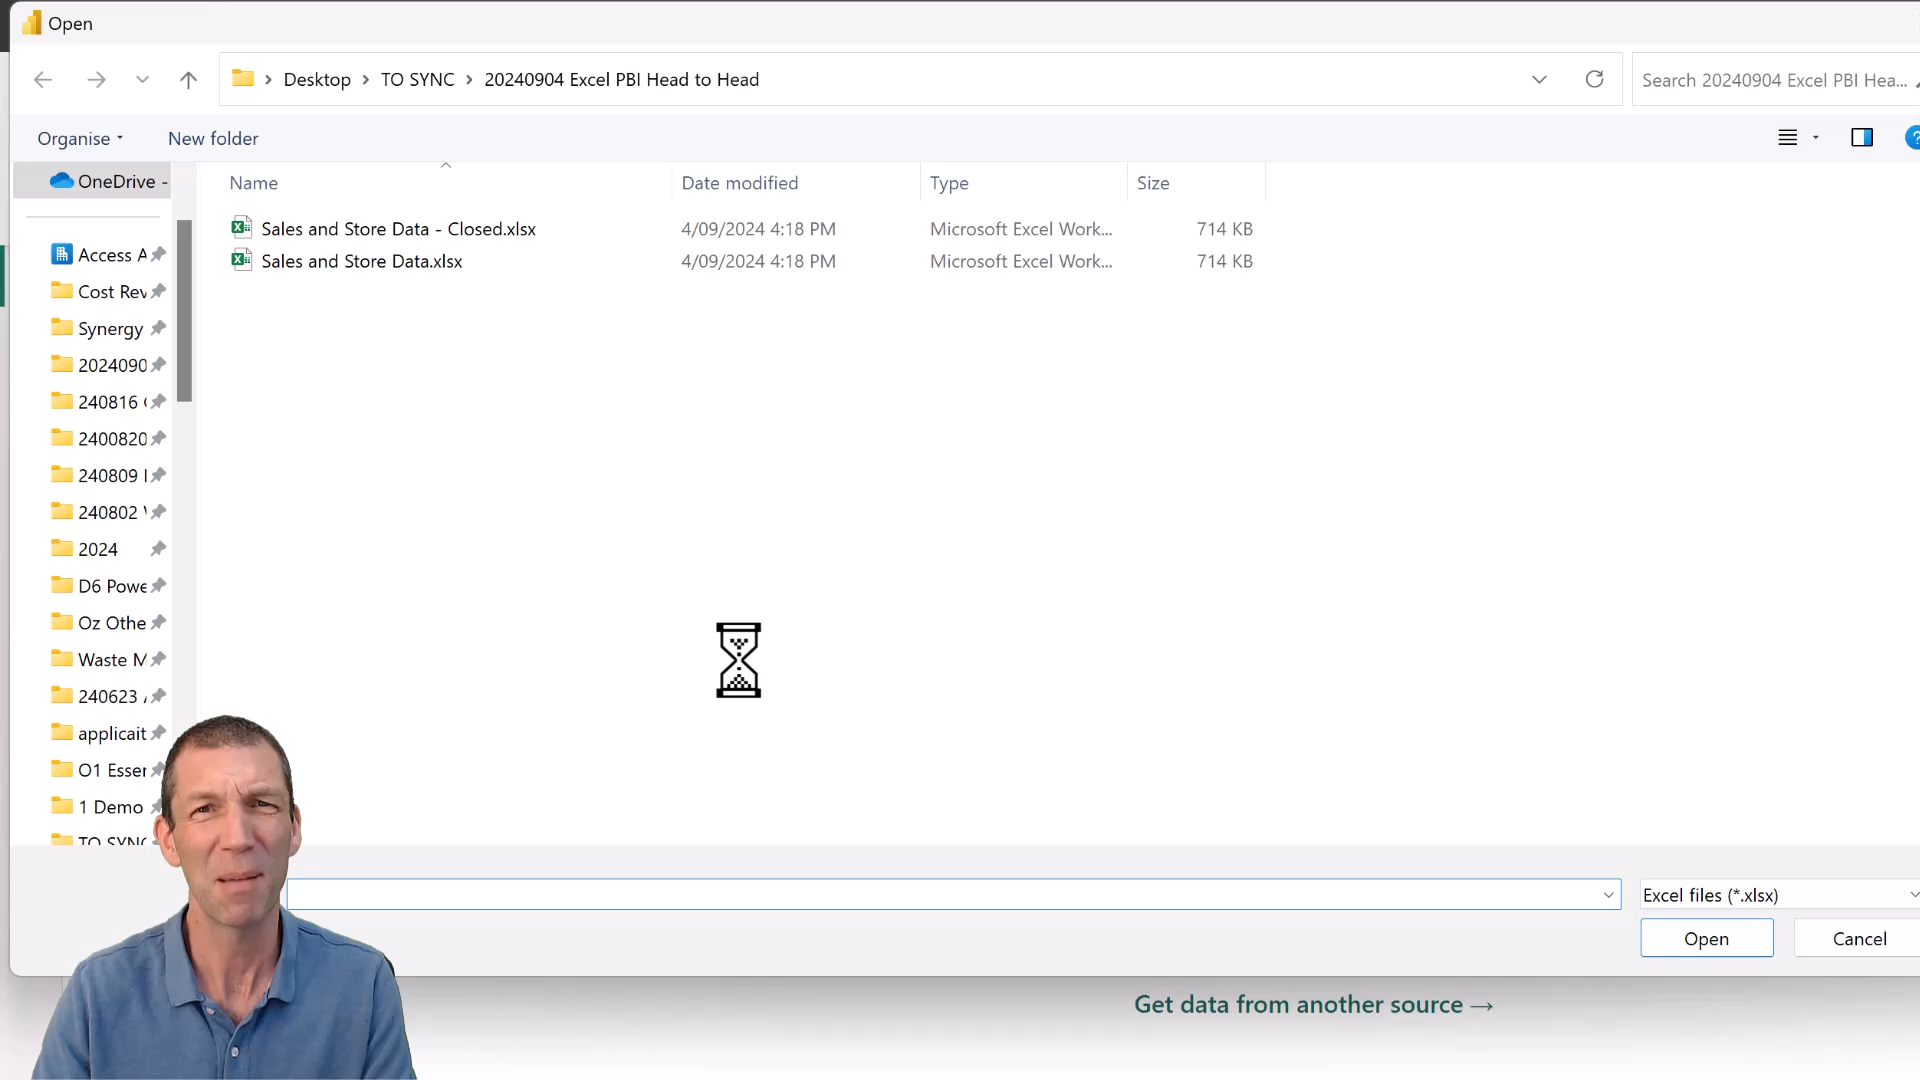 Open
Desktop > TO SYNC > 20240904 Excel PBI Head to Head
Search 20240904 Excel PBI Hea...
Organise
New folder
OneDrive -
Name
Date modified
Type
Size
Sales and Store Data - Closed.xlsx
4/09/2024 4:18 PM
Microsoft Excel Work...
714 KB
Sales and Store Data.xlsx
4/09/2024 4:18 PM
Microsoft Excel Work...
714 KB
Access A
Cost Rev
Synergy
2024090
240816
2400820
240809
240802
2024
D6 Powe
Oz Othe
Waste M
240623
applicait
O1 Esser
1 Demo
TO SYNC
Excel files (*.xlsx)
Open
Cancel
Get data from another source →